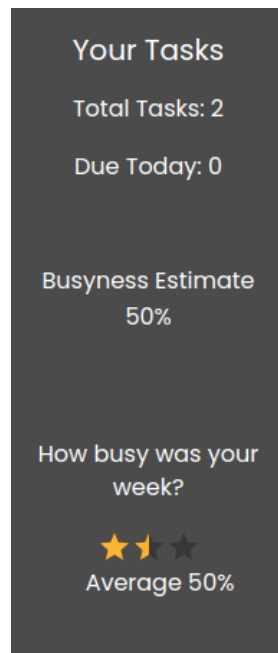 Your Tasks
Total Tasks: 2
Due Today: 0
Busyness Estimate
50%
How busy was your
week?
Average 50%